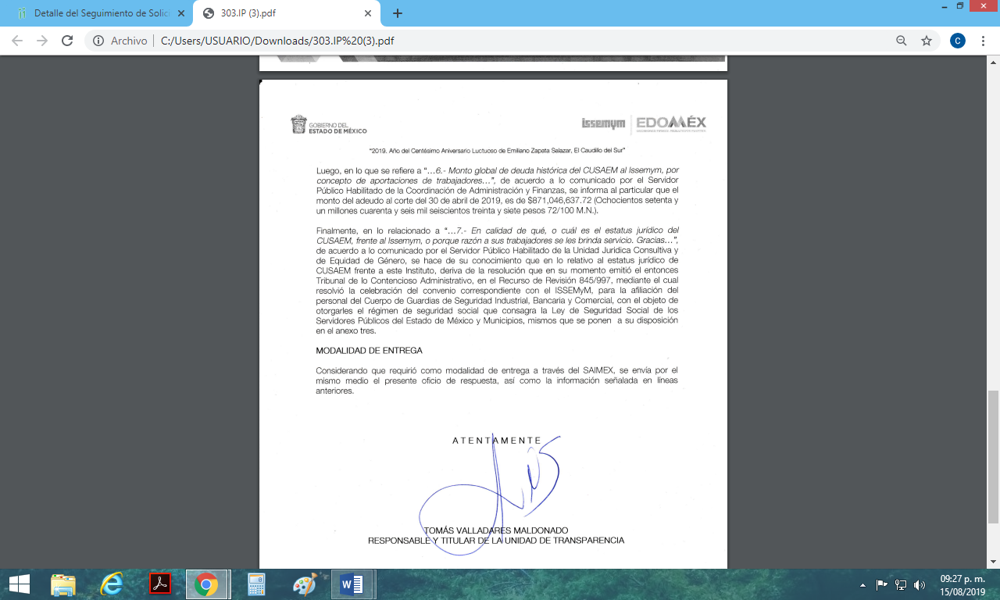 Detalle del Seguimiento de Solici
303.IP (3).pdf
Archivo
C:/Users/USUARIO/Downloads/303.IP%20(3).pdf
C
GOBIERNO DEL
ESTADO DE MÉXICO
issemym
EDOMÉX
"2019. Año del Centésimo Aniversario Luctuoso de Emiliano Zapata Salazar, El Caudillo del Sur"
Luego, en lo que se refiere a "...6.- Monto global de deuda histórica del CUSAEM al Issemym, por
concepto de aportaciones de trabajadores...", de acuerdo a lo comunicado por el Servidor
Público Habilitado de la Coordinación de Administración y Finanzas, se informa al particular que el
monto del adeudo al corte del 30 de abril de 2019, es de $871,046,637.72 (Ochocientos setenta y
un millones cuarenta y seis mil seiscientos treinta y siete pesos 72/100 M.N.).
Finalmente, en lo relacionado a "...7.- En calidad de qué, o cuál es el estatus jurídico del
CUSAEM, frente al Issemym, o porque razón a sus trabajadores se les brinda servicio. Gracias...",
de acuerdo a lo comunicado por el Servidor Público Habilitado de la Unidad Juridica Consultiva y
de Equidad de Género, se hace de su conocimiento que en lo relativo al estatus jurídico de
CUSAEM frente a este Instituto, deriva de la resolución que en su momento emitió el entonces
Tribunal de lo Contencioso Administrativo, en el Recurso de Revisión 845/997, mediante el cual
resolvió la celebración del convenio correspondiente con el ISSEMyM, para la afiliación del
personal del Cuerpo de Guardias de Seguridad Industrial, Bancaria y Comercial, con el objeto de
otorgarles el régimen de seguridad social que consagra la Ley de Seguridad Social de los
Servidores Públicos del Estado de México y Municipios, mismos que se ponen a su disposición
en el anexo tres.
MODALIDAD DE ENTREGA
Considerando que requirió como modalidad de entrega a través del SAIMEX, se envía por el
mismo medio el presente oficio de respuesta, así como la información señalada en líneas
anteriores.
ATENTAMENTE
TOMÁS VALLADARES MALDONADO
RESPONSABLE Y TITULAR DE LA UNIDAD DE TRANSPARENCIA
09:27 p. m.
15/08/2019